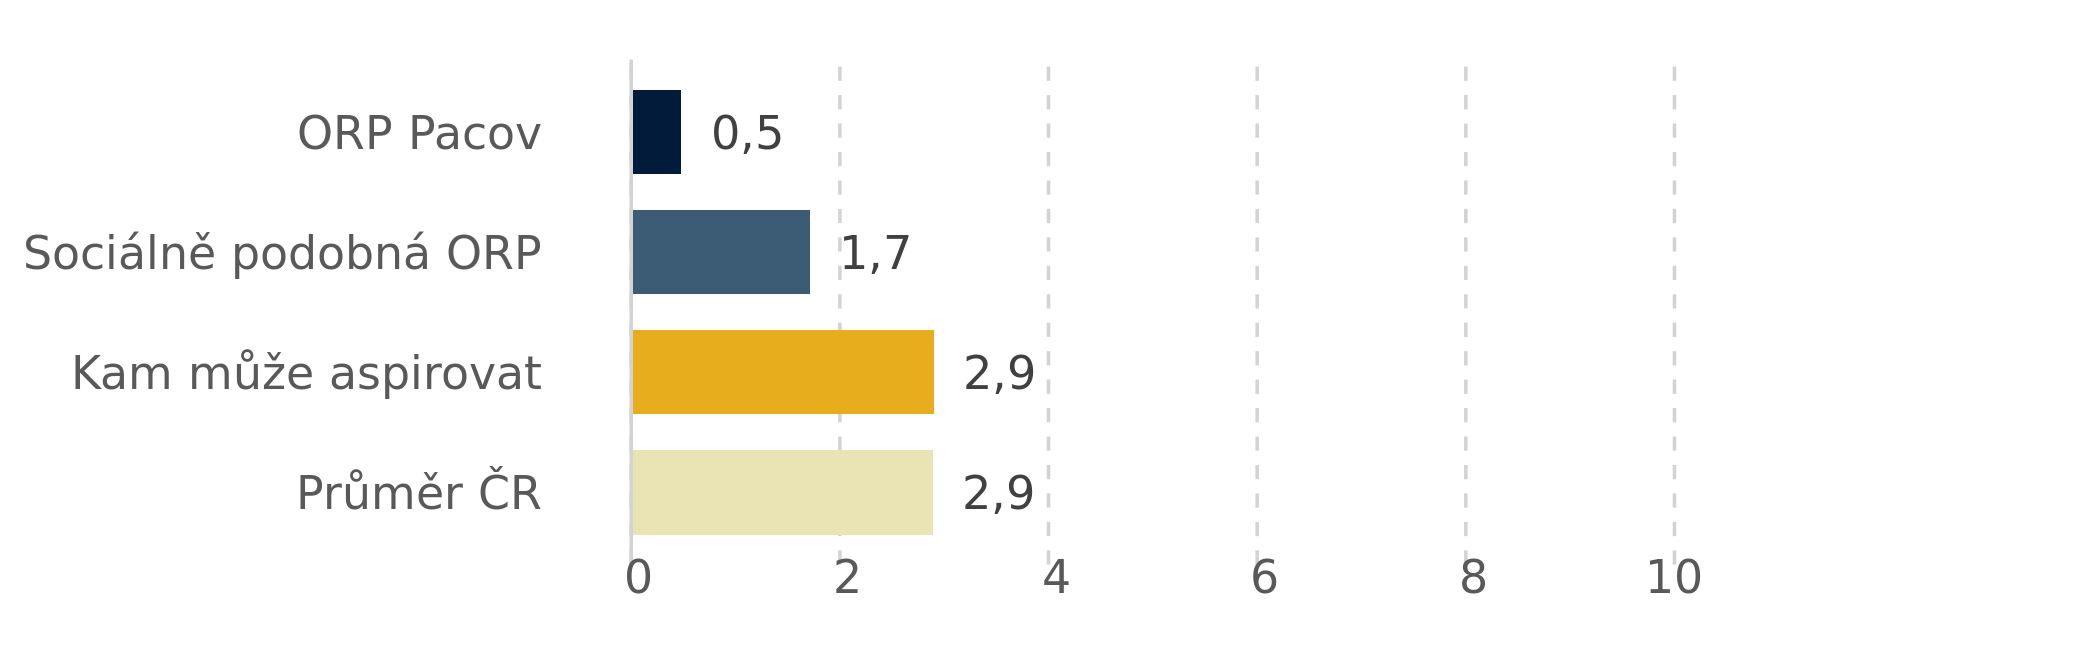 ORP Pacov 0,5
Sociálně podobná ORP 1,7
Kam může aspirovat 2,9
Průměr ČR 2,9
0 2 4 6 8 10